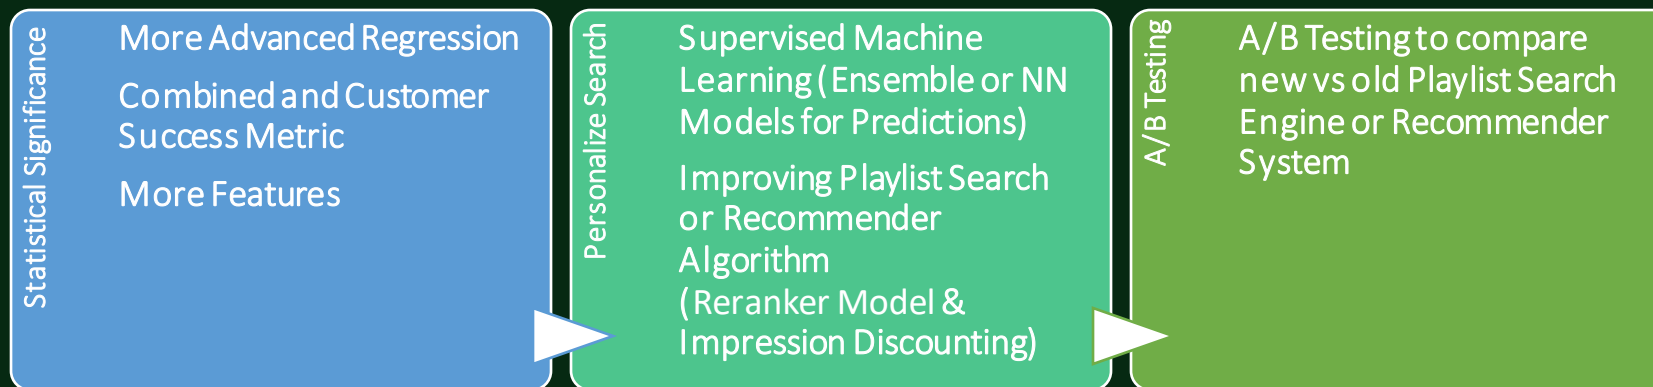 Statistical Significance
More Advanced Regression
Combined and Customer
Success Metric
More Features
Personalize Search
Supervised Machine
Learning (Ensemble or NN
Models for Predictions)
Improving Playlist Search
or Recommender
Algorithm
(Reranker Model &
Impression Discounting)
A/B Testing
A/B Testing to compare
new vs old Playlist Search
Engine or Recommender
System